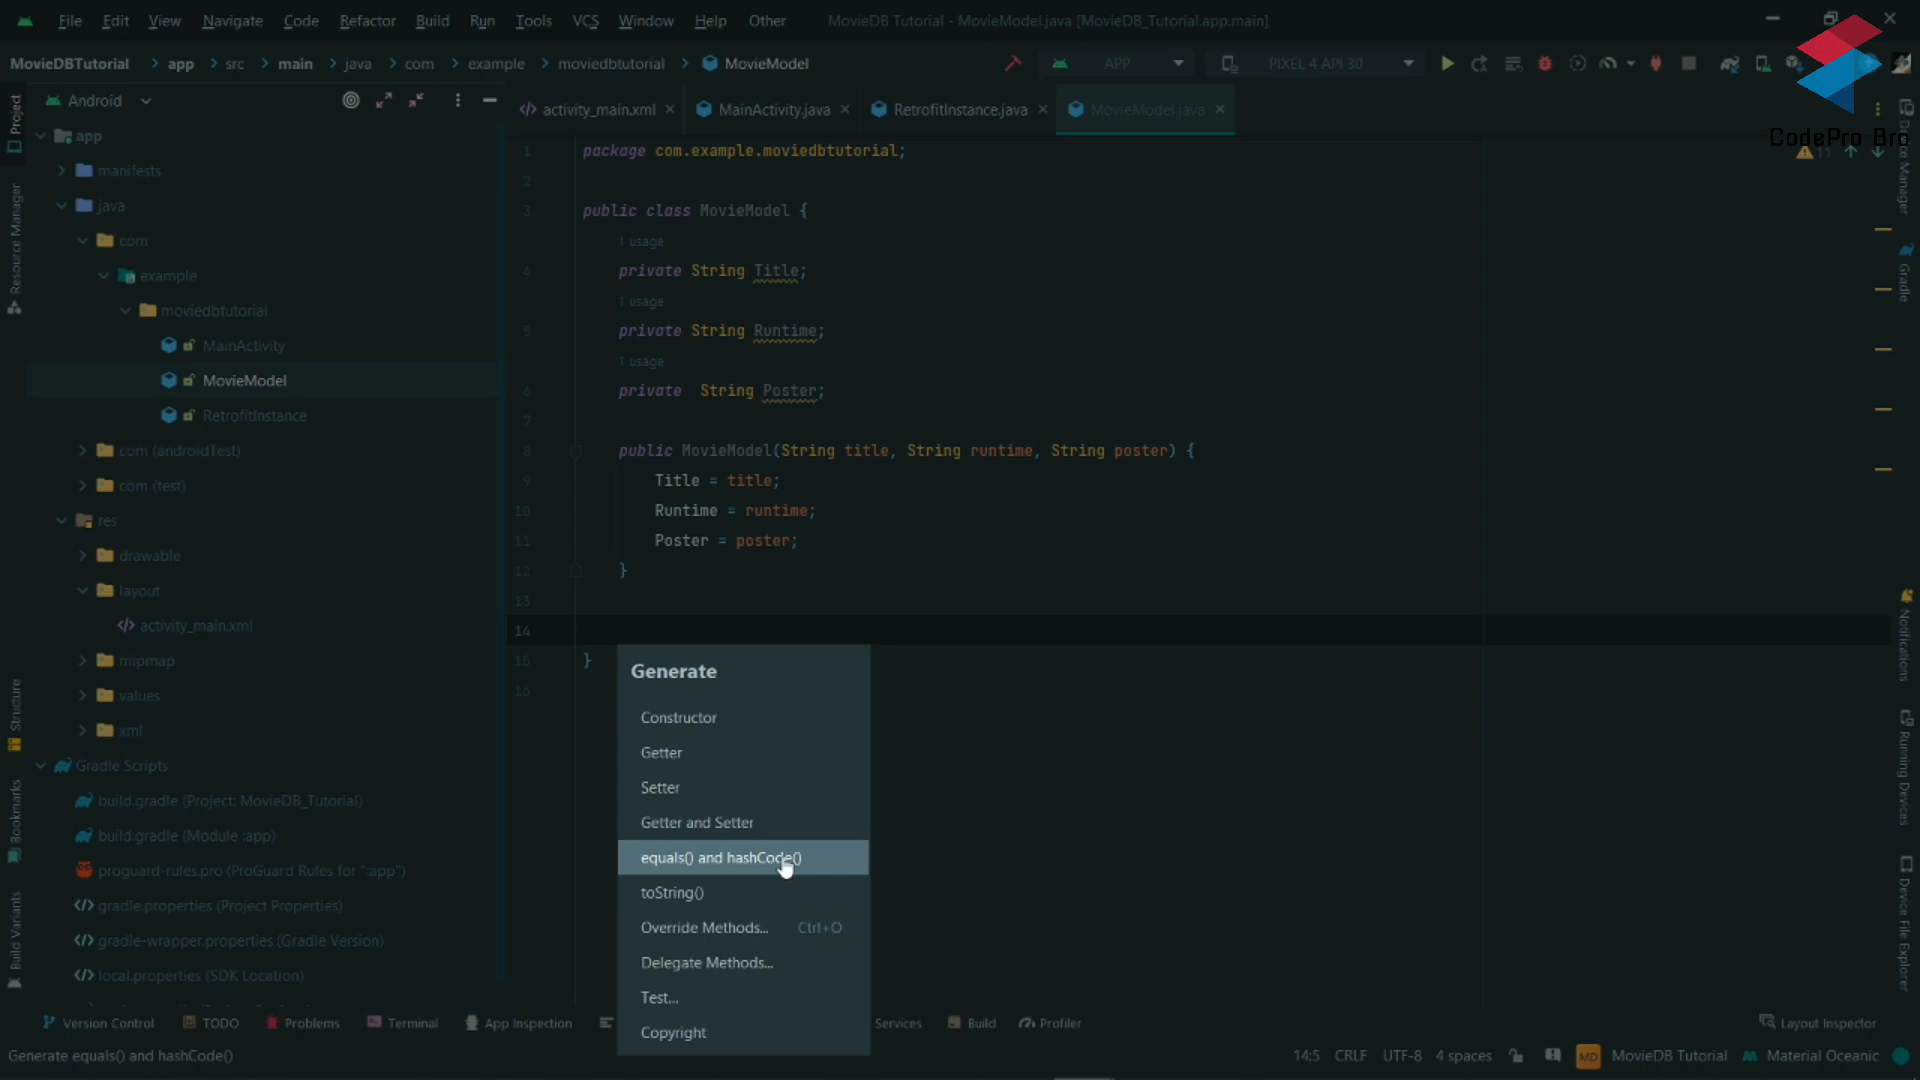 File Edit View Navigate Code Refactor Build Run Tools VCS Window Help Other MovieDB Tutorial - MovieModel.java [MovieDB_Tutorial.app.main]
MovieDBTutorial app src main java com example moviedbtutorial MovieModel APP PIXEL 4 API 30
CodePro Bro
Android
activity_main.xml MainActivity.java RetrofitInstance.java MovieModel.java
11
Project
Resource Manager
Structure
Bookmarks
Build Variants
app
manifests
java
com
example
moviedbtutorial
MainActivity
MovieModel
RetrofitInstance
com (androidTest)
com (test)
res
drawable
layout
activity_main.xml
mipmap
values
xml
Gradle Scripts
build.gradle (Project: MovieDB_Tutorial)
build.gradle (Module :app)
proguard-rules.pro (ProGuard Rules for ":app")
gradle.properties (Project Properties)
gradle-wrapper.properties (Gradle Version)
local.properties (SDK Location)
1 package com.example.moviedbtutorial;
2
3 public class MovieModel {
1 usage
4 private String Title;
1 usage
5 private String Runtime;
1 usage
6 private String Poster;
7
8 public MovieModel(String title, String runtime, String poster) {
9 Title = title;
10 Runtime = runtime;
11 Poster = poster;
12 }
13
14
15 }
16
Generate
Constructor
Getter
Setter
Getter and Setter
equals() and hashCode()
toString()
Override Methods... Ctrl+O
Delegate Methods...
Test...
Copyright
Device Manager
Gradle
Notifications
Running Devices
Device File Explorer
Version Control TODO Problems Terminal App Inspection Services Build Profiler Layout Inspector
Generate equals() and hashCode() 14:5 CRLF UTF-8 4 spaces MD MovieDB Tutorial Material Oceanic